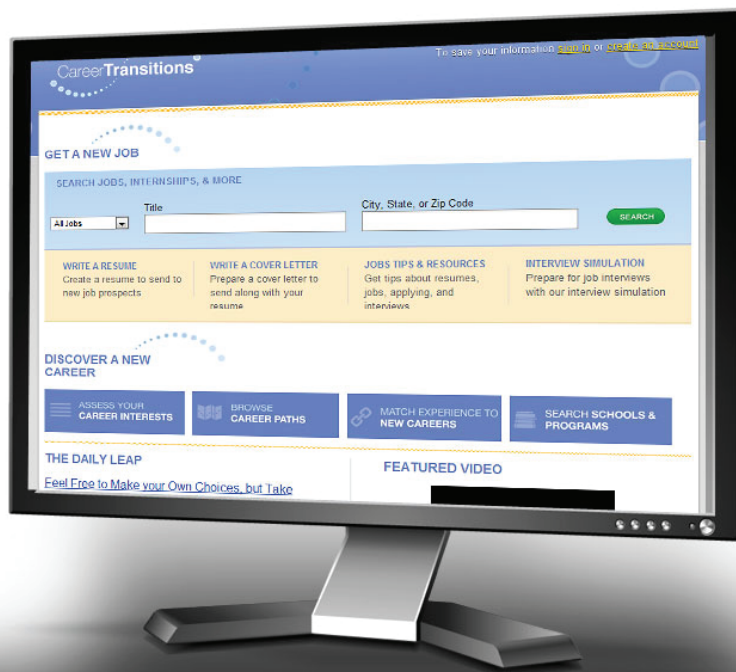 To save your information sign in or create an account
CareerTransitions
GET A NEW JOB
SEARCH JOBS, INTERNSHIPS, & MORE
Title
City, State, or Zip Code
All Jobs
SEARCH
WRITE A RESUME
Create a resume to send to
new job prospects
WRITE A COVER LETTER
Prepare a cover letter to
send along with your
resume
JOBS TIPS & RESOURCES
Get tips about resumes,
jobs, applying, and
interviews
INTERVIEW SIMULATION
Prepare for job interviews
with our interview simulation
DISCOVER A NEW
CAREER
ASSESS YOUR
CAREER INTERESTS
BROWSE
CAREER PATHS
MATCH EXPERIENCE TO
NEW CAREERS
SEARCH SCHOOLS &
PROGRAMS
THE DAILY LEAP
Feel Free to Make your Own Choices, but Take
FEATURED VIDEO